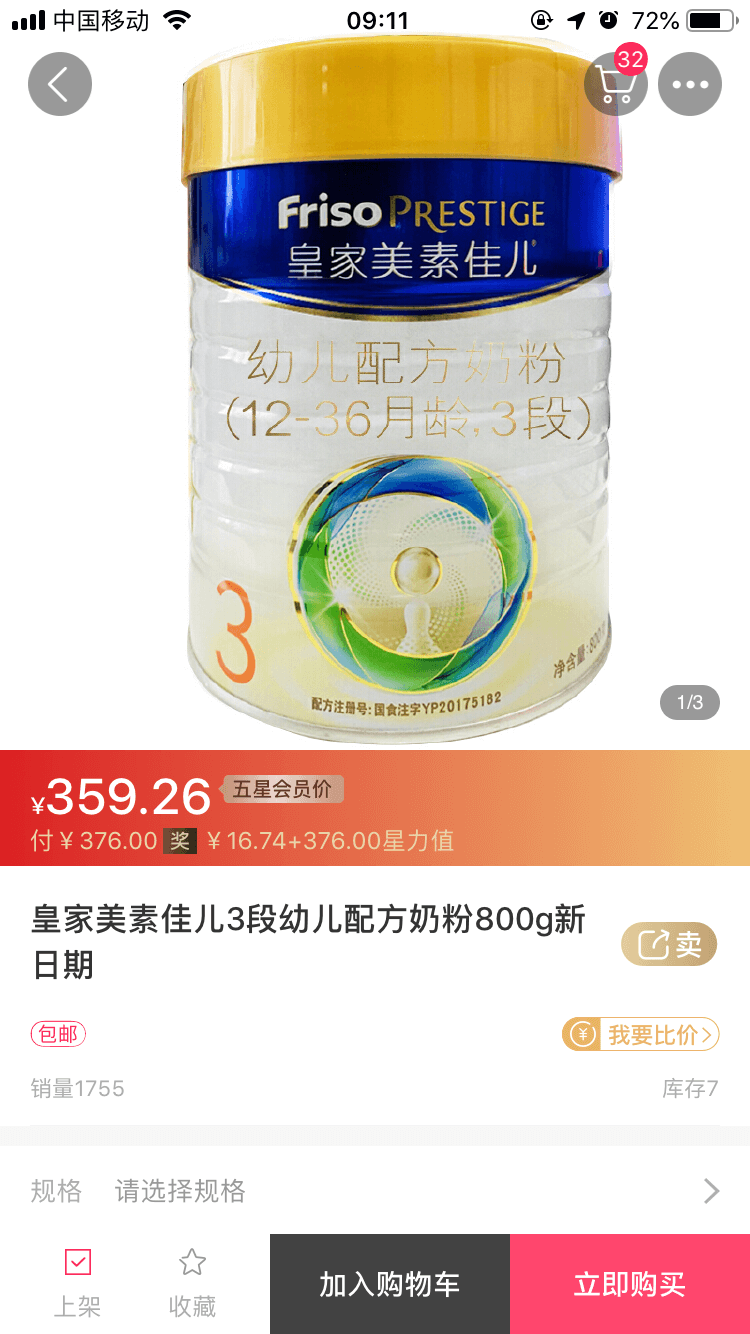 中国移动
09:11
72%
32
Friso PRESTIGE
皇家美素佳儿
幼儿配方奶粉
(12-36月龄,3段)
3
净含量:800
配方注册号:国食注字YP20175182
1/3
¥359.26 五星会员价
付¥376.00 奖 ¥16.74+376.00星力值
皇家美素佳儿3段幼儿配方奶粉800g新
日期
卖
包邮
我要比价
销量1755
库存7
规格 请选择规格
上架
收藏
加入购物车
立即购买